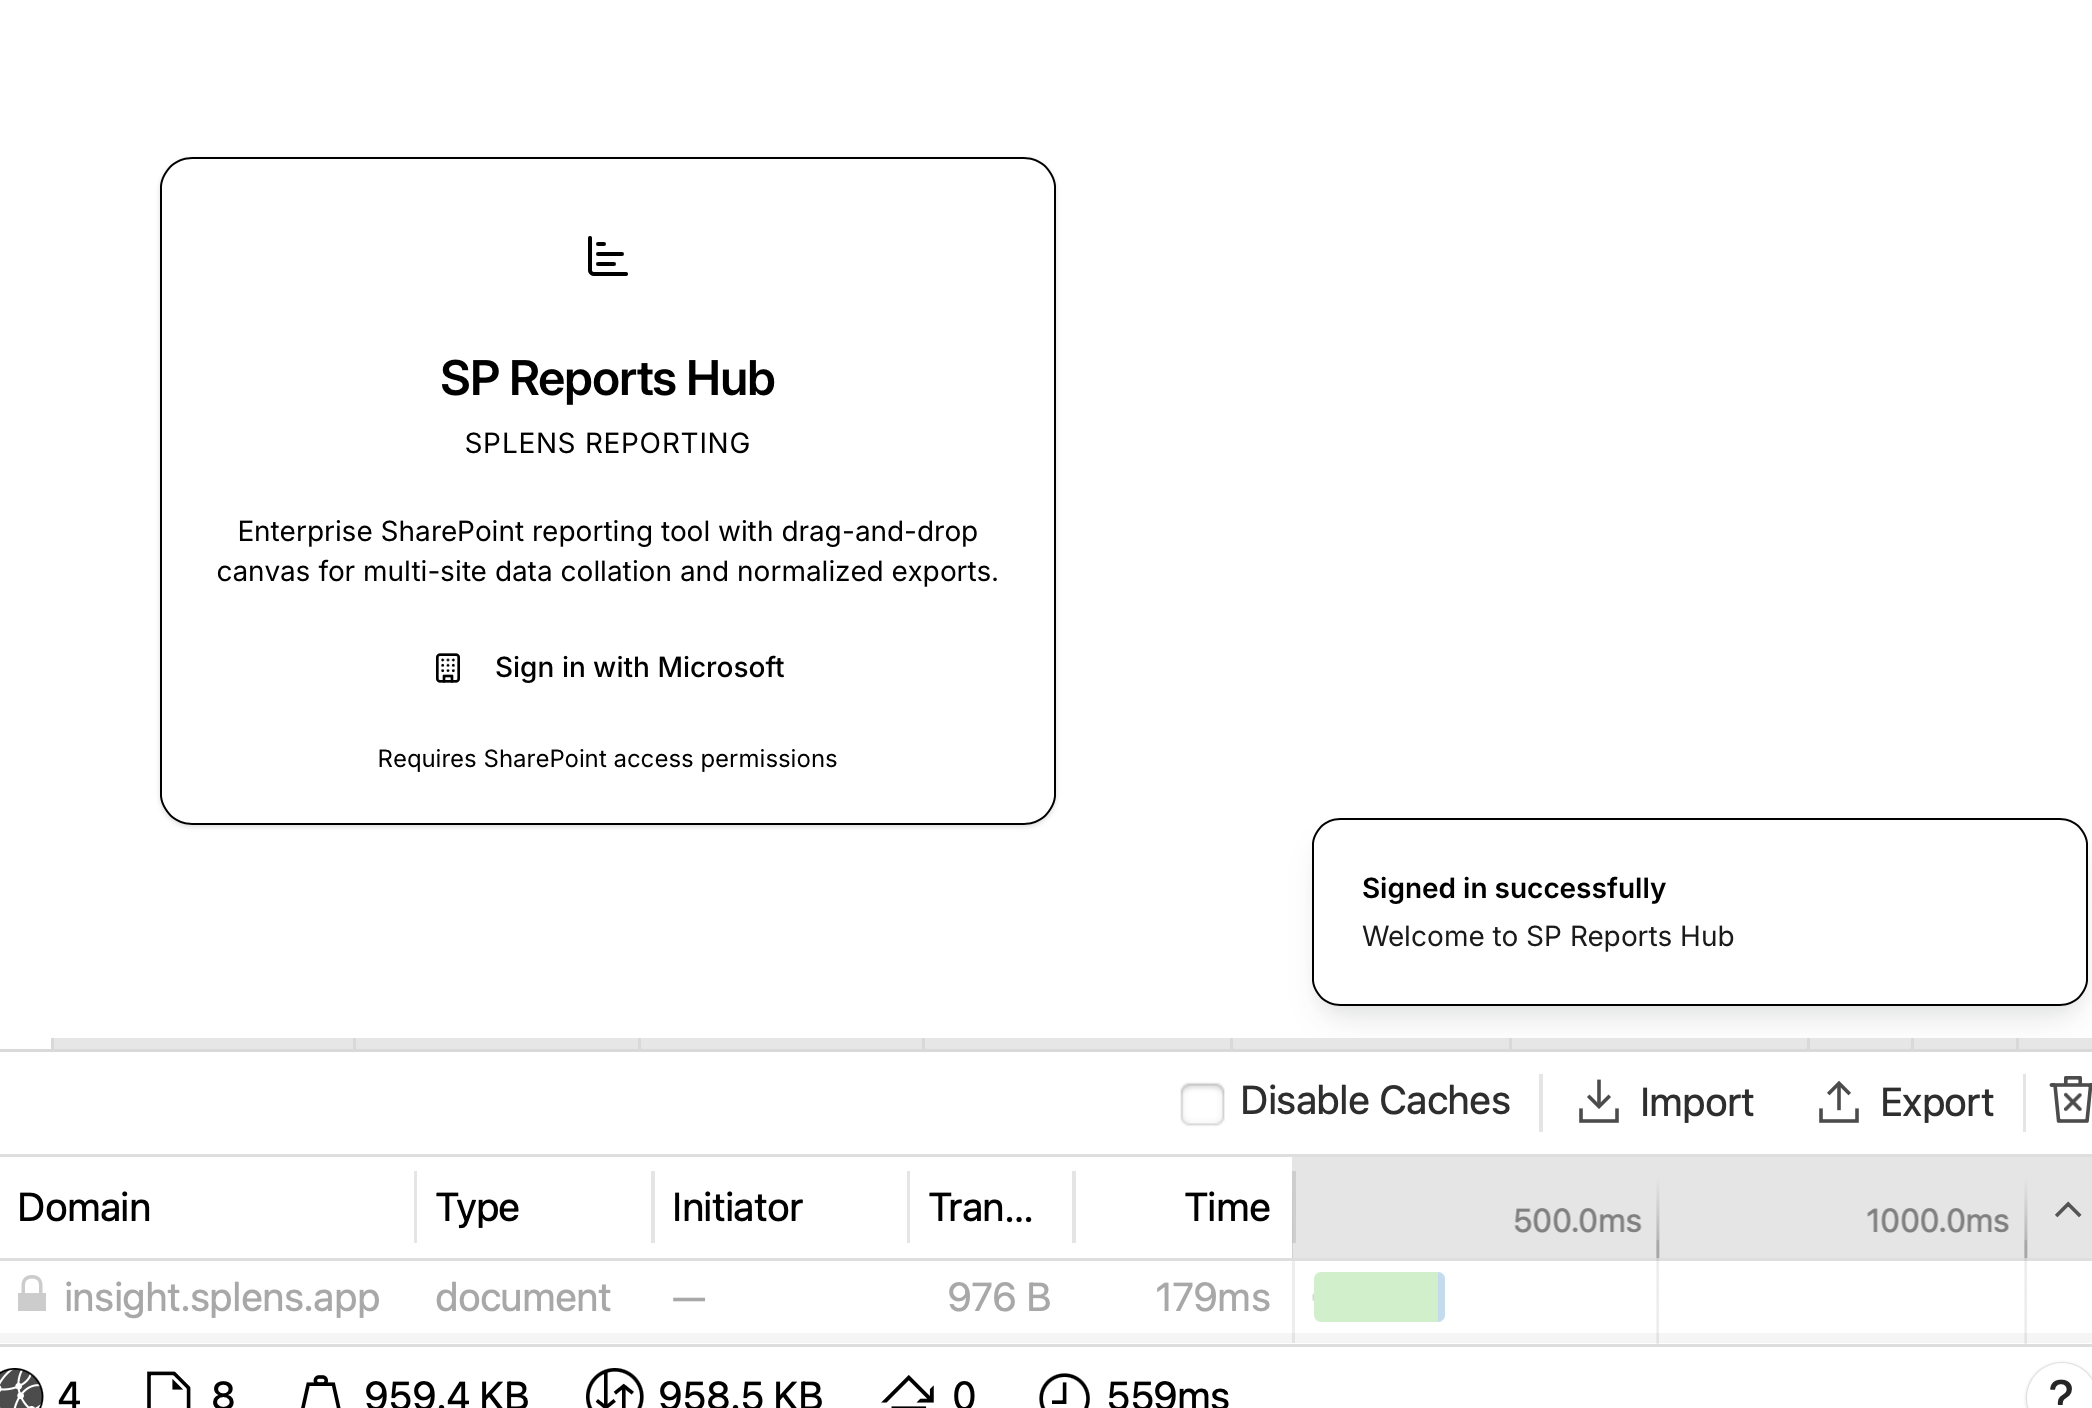 SP Reports Hub
SPLENS REPORTING
Enterprise SharePoint reporting tool with drag-and-drop
canvas for multi-site data collation and normalized exports.
Sign in with Microsoft
Requires SharePoint access permissions
Signed in successfully
Welcome to SP Reports Hub
Disable Caches Import Export
Domain Type Initiator Tran... Time 500.0ms 1000.0ms
insight.splens.app document — 976 B 179ms
4 8 959.4 KB 958.5 KB 0 559ms ?